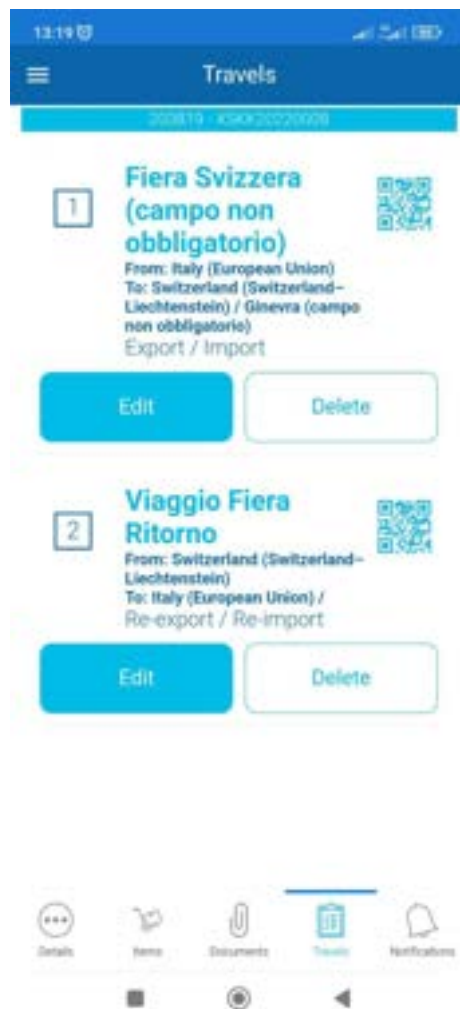 13:19
Travels
Fiera Svizzera
(campo non
obbligatorio)
1
From: Italy (European Union)
To: Switzerland (Switzerland–
Liechtenstein) / Ginevra (campo
non obbligatorio)
Export / Import
Edit
Delete
Viaggio Fiera
Ritorno
2
From: Switzerland (Switzerland–
Liechtenstein)
To: Italy (European Union) /
Re-export / Re-import
Edit
Delete
Details
Items
Documents
Travels
Notifications